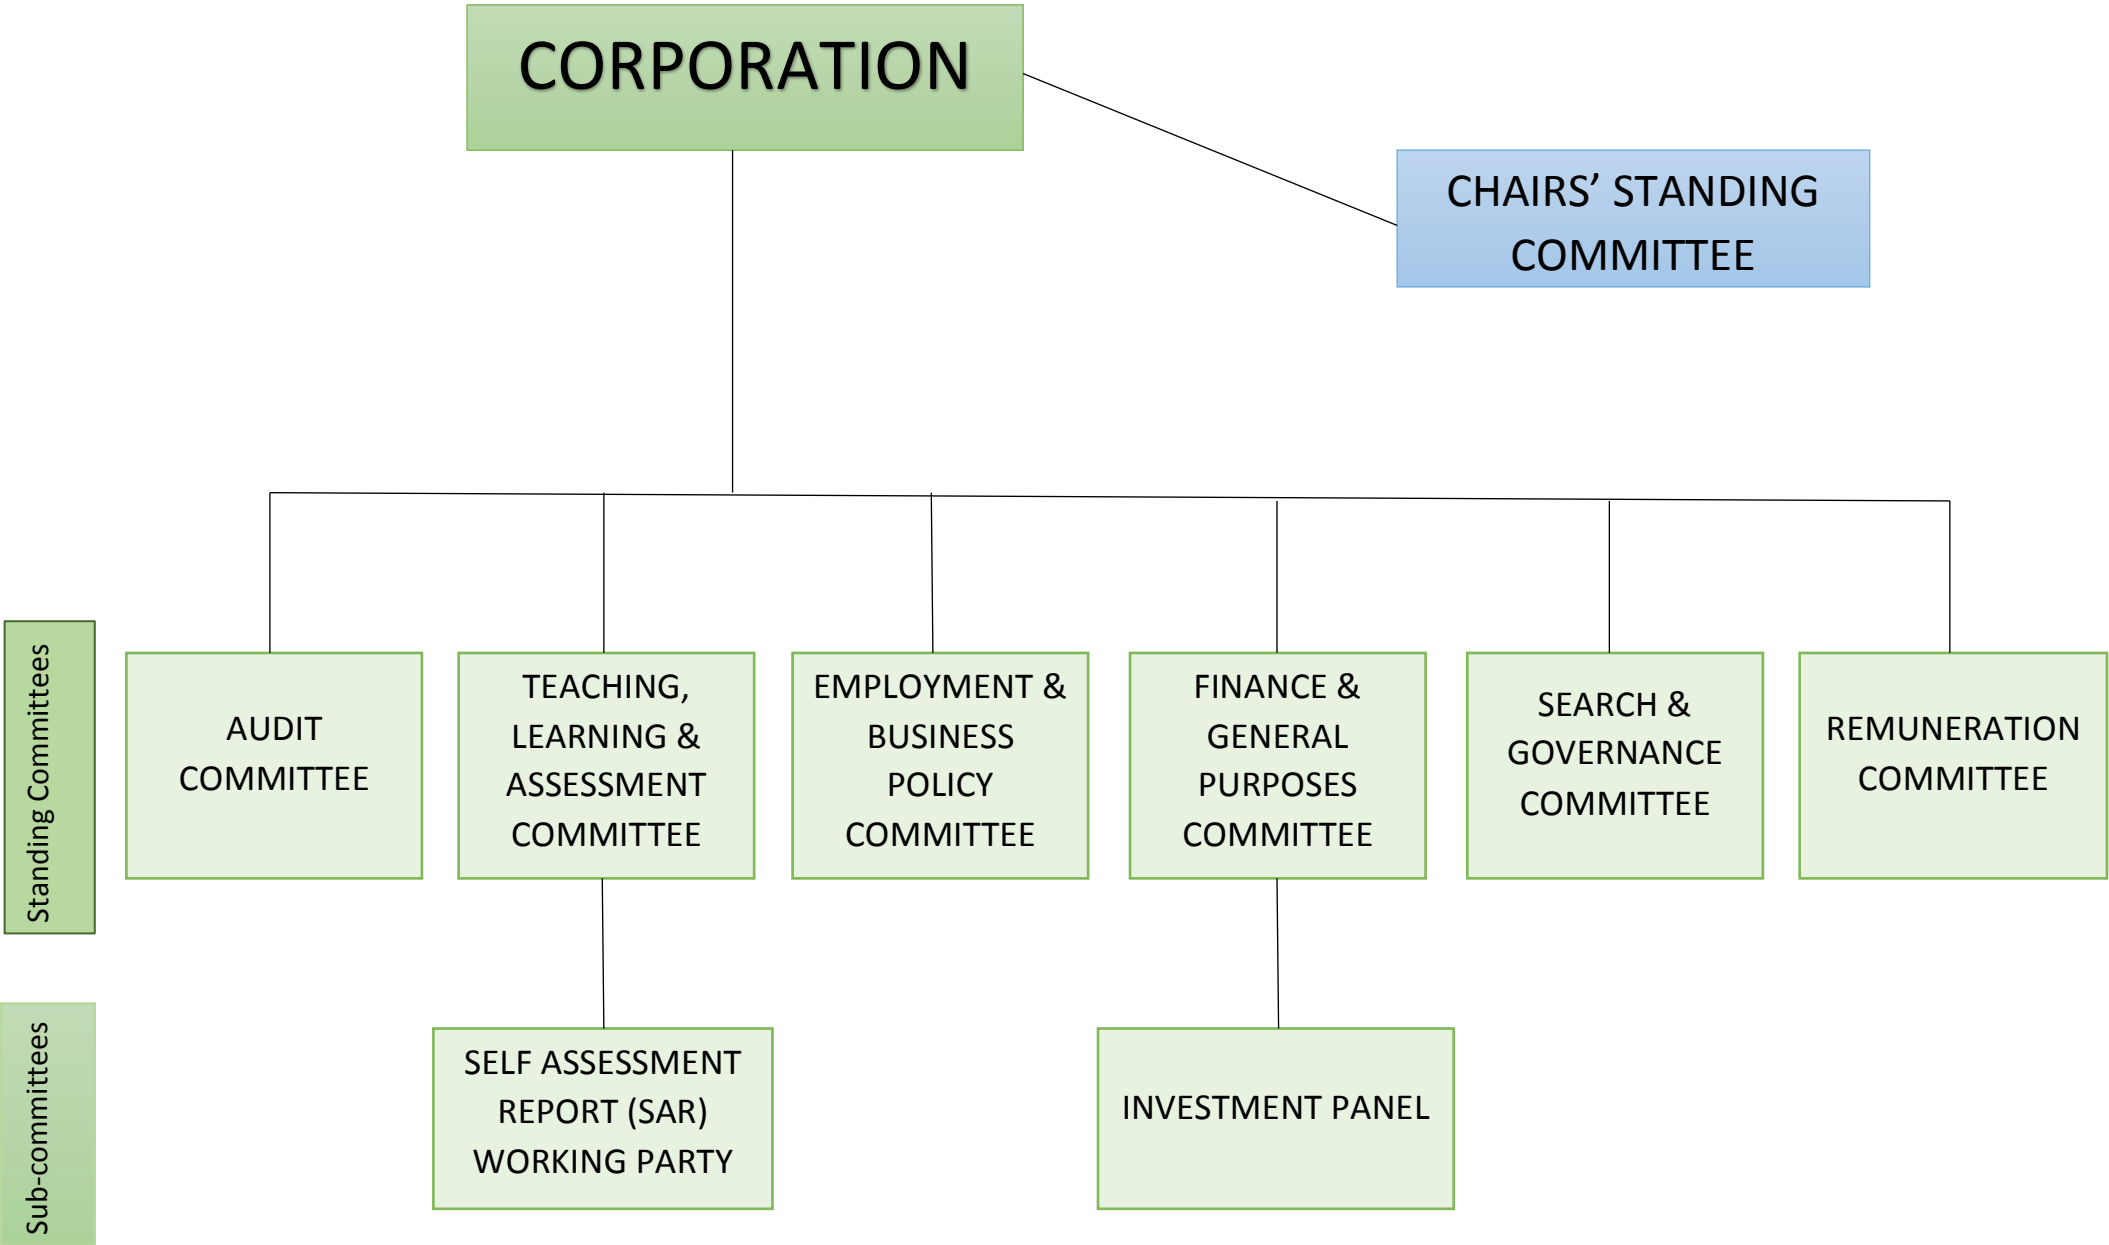 CORPORATION
CHAIRS’ STANDING
COMMITTEE
Standing Committees
AUDIT
COMMITTEE
TEACHING,
LEARNING &
ASSESSMENT
COMMITTEE
EMPLOYMENT &
BUSINESS
POLICY
COMMITTEE
FINANCE &
GENERAL
PURPOSES
COMMITTEE
SEARCH &
GOVERNANCE
COMMITTEE
REMUNERATION
COMMITTEE
Sub-committees
SELF ASSESSMENT
REPORT (SAR)
WORKING PARTY
INVESTMENT PANEL